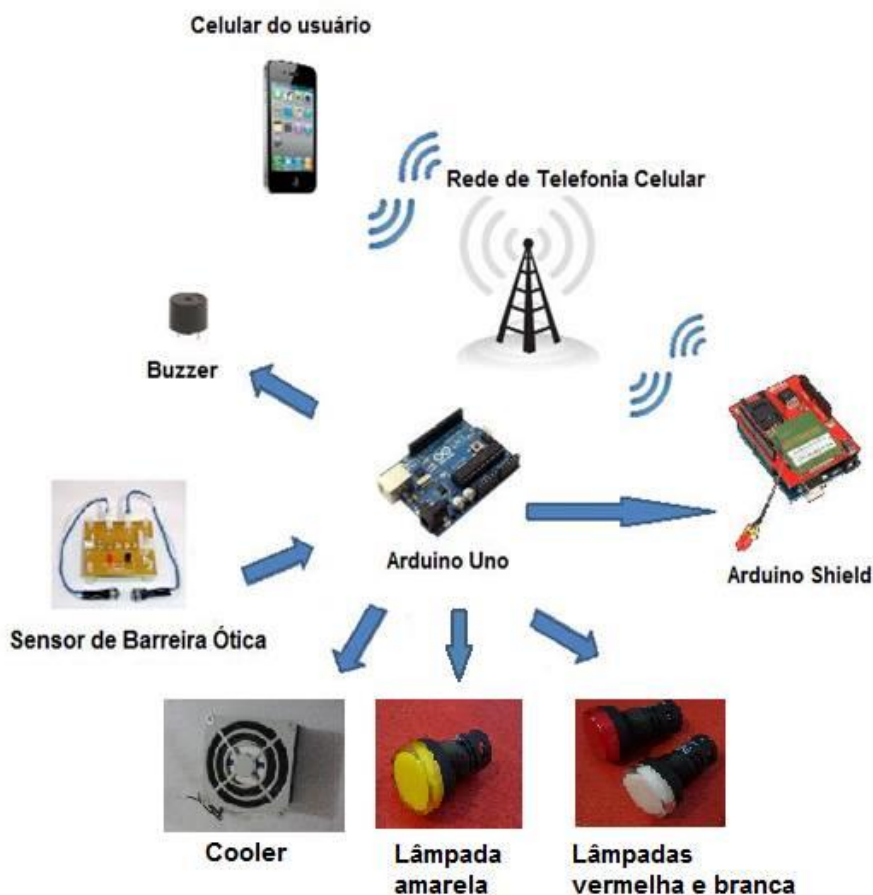 Celular do usuário
Rede de Telefonia Celular
Buzzer
Arduino Uno
Arduino Shield
Sensor de Barreira Ótica
Cooler
Lâmpada
amarela
Lâmpadas
vermelha e branca